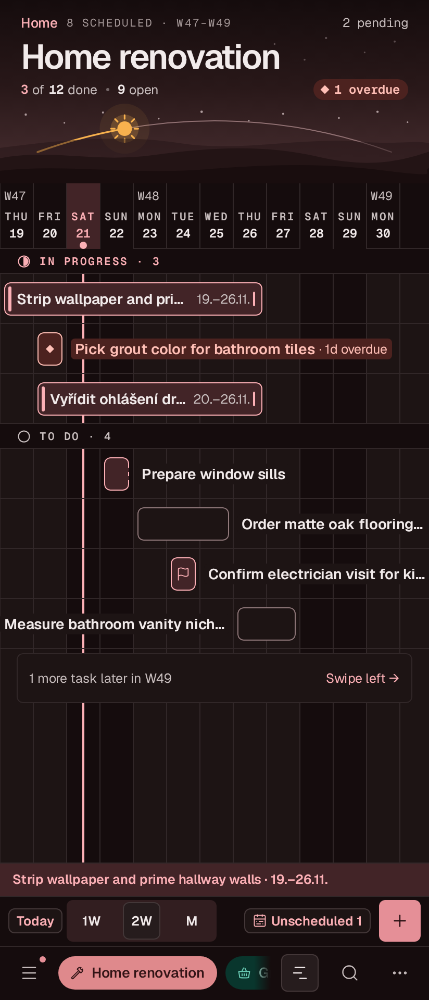 Home 8 SCHEDULED · W47–W49 2 pending
Home renovation
3 of 12 done • 9 open 1 overdue
W47 W48 W49
THU FRI SAT SUN MON TUE WED THU FRI SAT SUN MON
19 20 21 22 23 24 25 26 27 28 29 30
IN PROGRESS · 3
Strip wallpaper and pri... 19.–26.11.
Pick grout color for bathroom tiles · 1d overdue
Vyřídit ohlášení dr... 20.–26.11.
TO DO · 4
Prepare window sills
Order matte oak flooring...
Confirm electrician visit for ki...
Measure bathroom vanity nich...
1 more task later in W49 Swipe left →
Strip wallpaper and prime hallway walls · 19.–26.11.
Today 1W 2W M Unscheduled 1 +
Home renovation